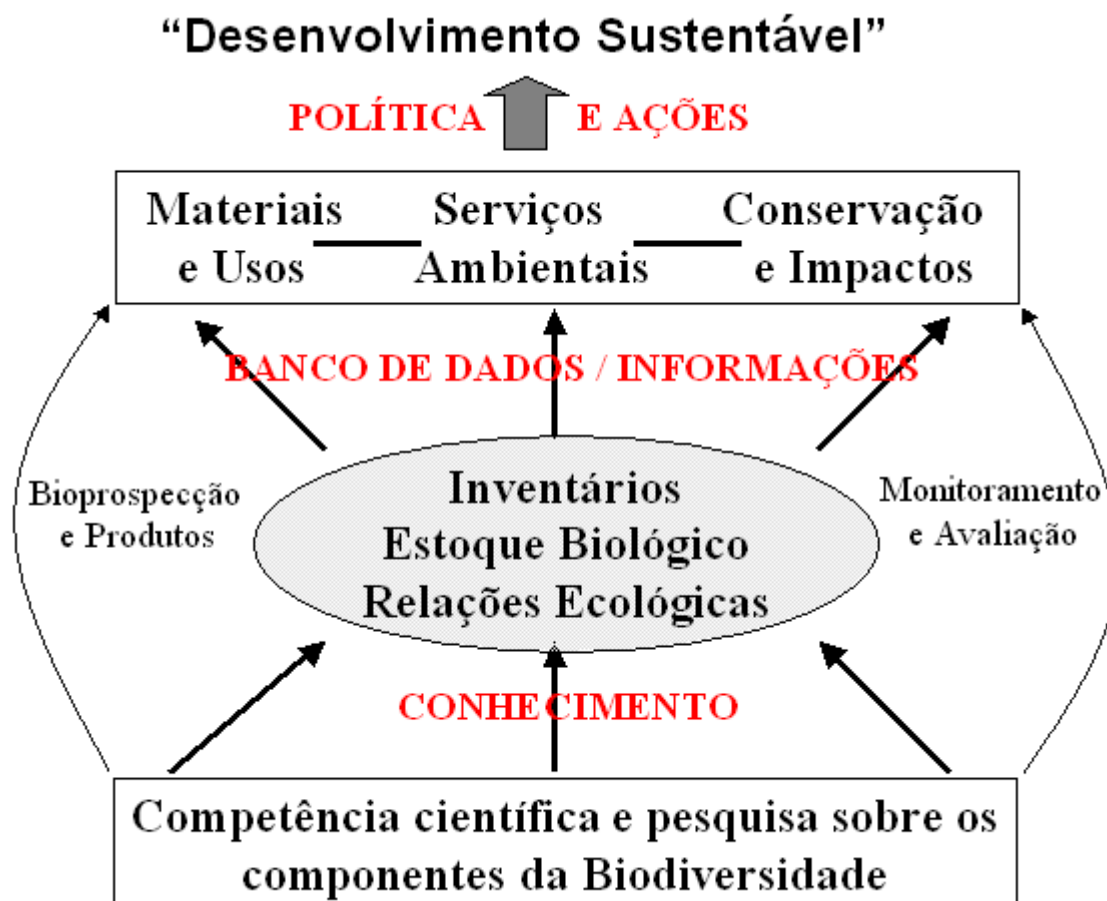 “Desenvolvimento Sustentável”
POLÍTICA E AÇÕES
Materiais Serviços Conservação
e Usos Ambientais e Impactos
BANCO DE DADOS / INFORMAÇÕES
Inventários
Estoque Biológico
Relações Ecológicas
Bioprospecção
e Produtos
Monitoramento
e Avaliação
CONHECIMENTO
Competência científica e pesquisa sobre os
componentes da Biodiversidade